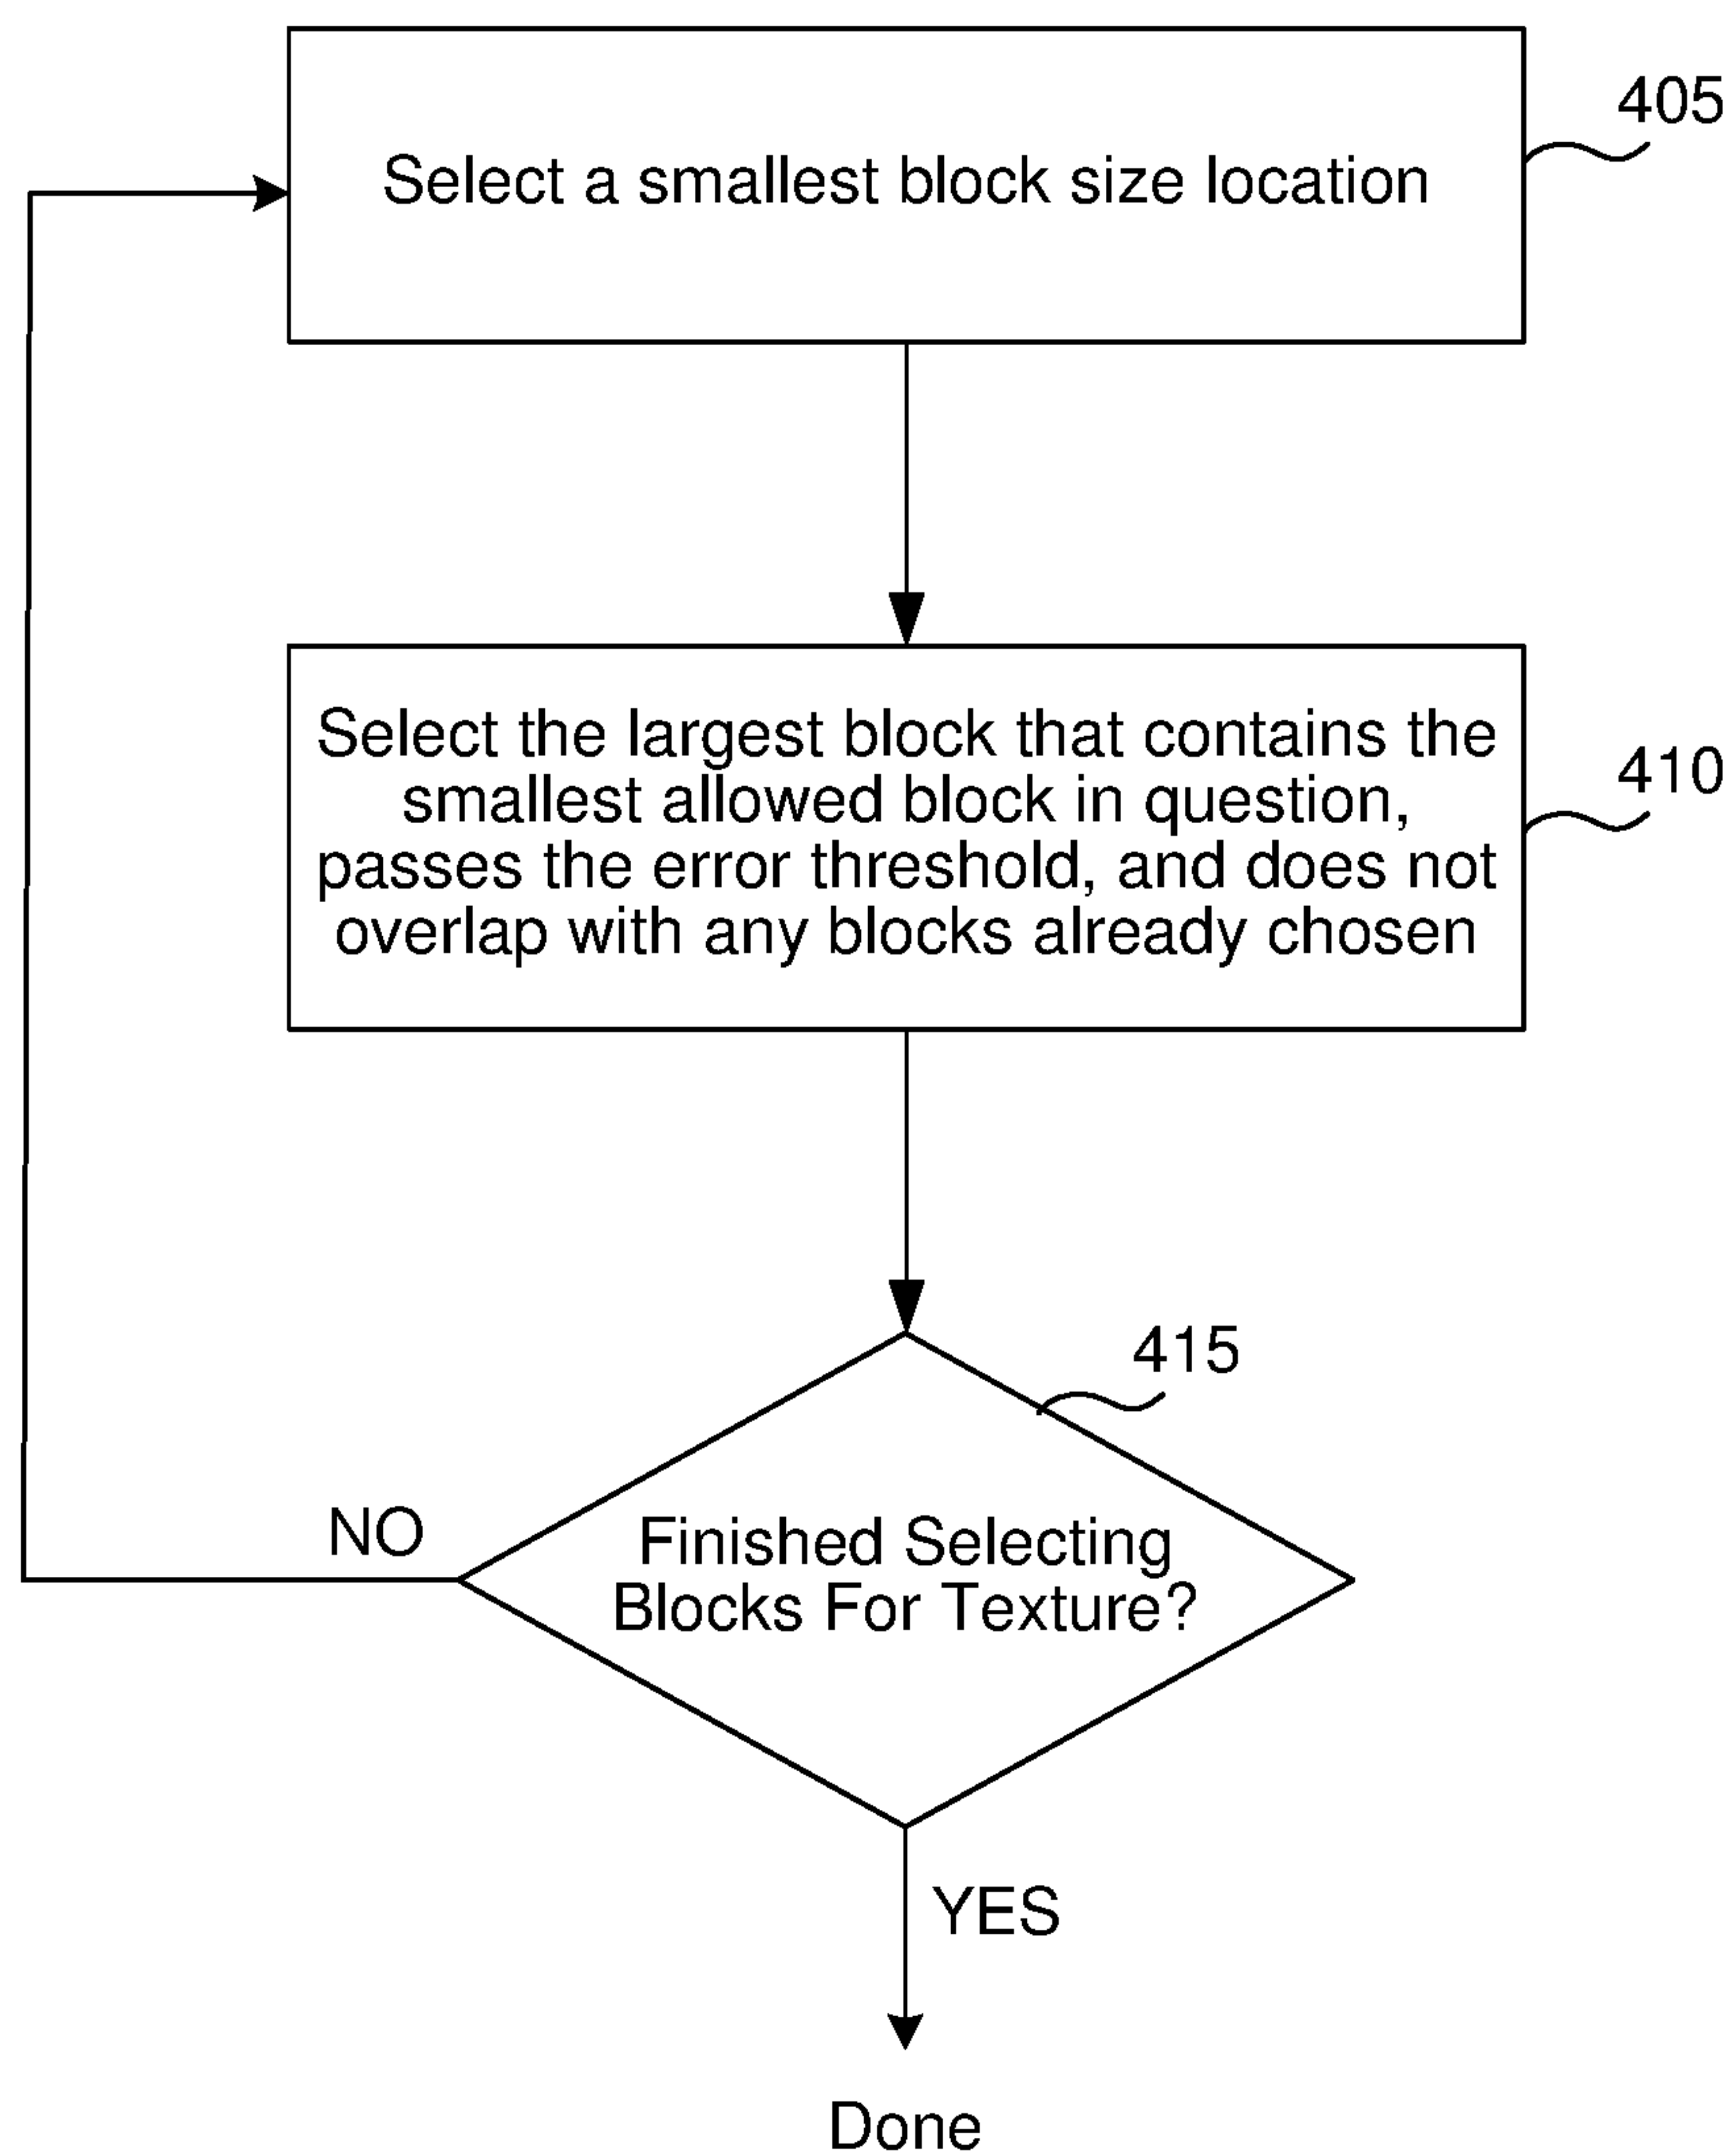 405
Select a smallest block size location
Select the largest block that contains the
smallest allowed block in question,
passes the error threshold, and does not
overlap with any blocks already chosen
410
415
NO
Finished Selecting
Blocks For Texture?
YES
Done